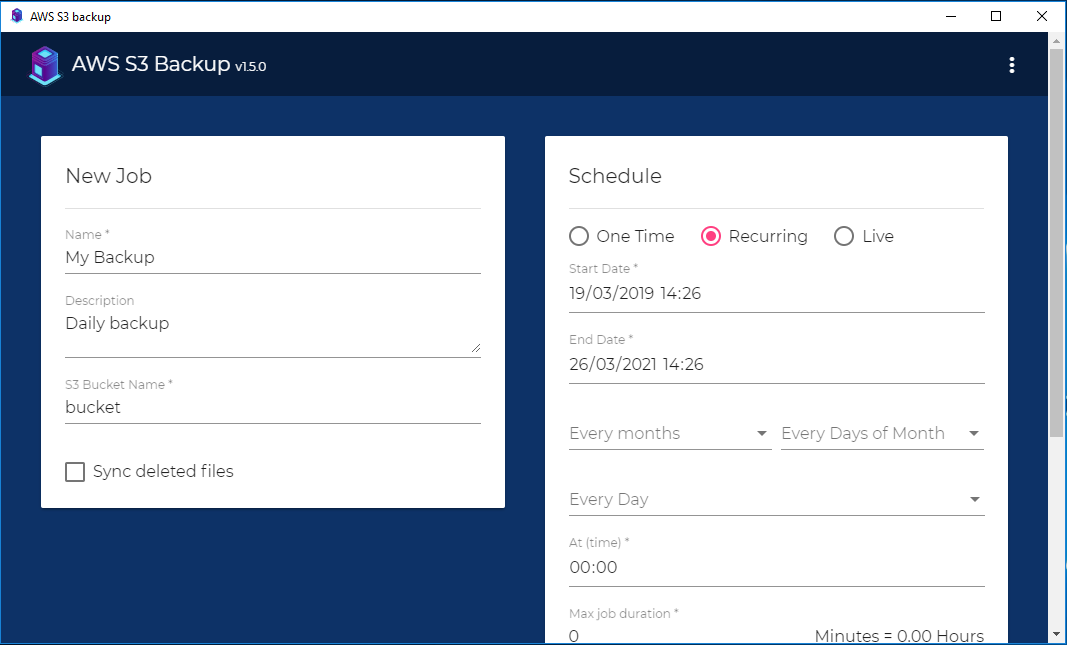 AWS S3 backup
AWS S3 Backup v1.5.0
New Job
Name *
My Backup
Description
Daily backup
S3 Bucket Name *
bucket
Sync deleted files
Schedule
One Time Recurring Live
Start Date *
19/03/2019 14:26
End Date *
26/03/2021 14:26
Every months Every Days of Month
Every Day
At (time) *
00:00
Max job duration *
0 Minutes = 0.00 Hours